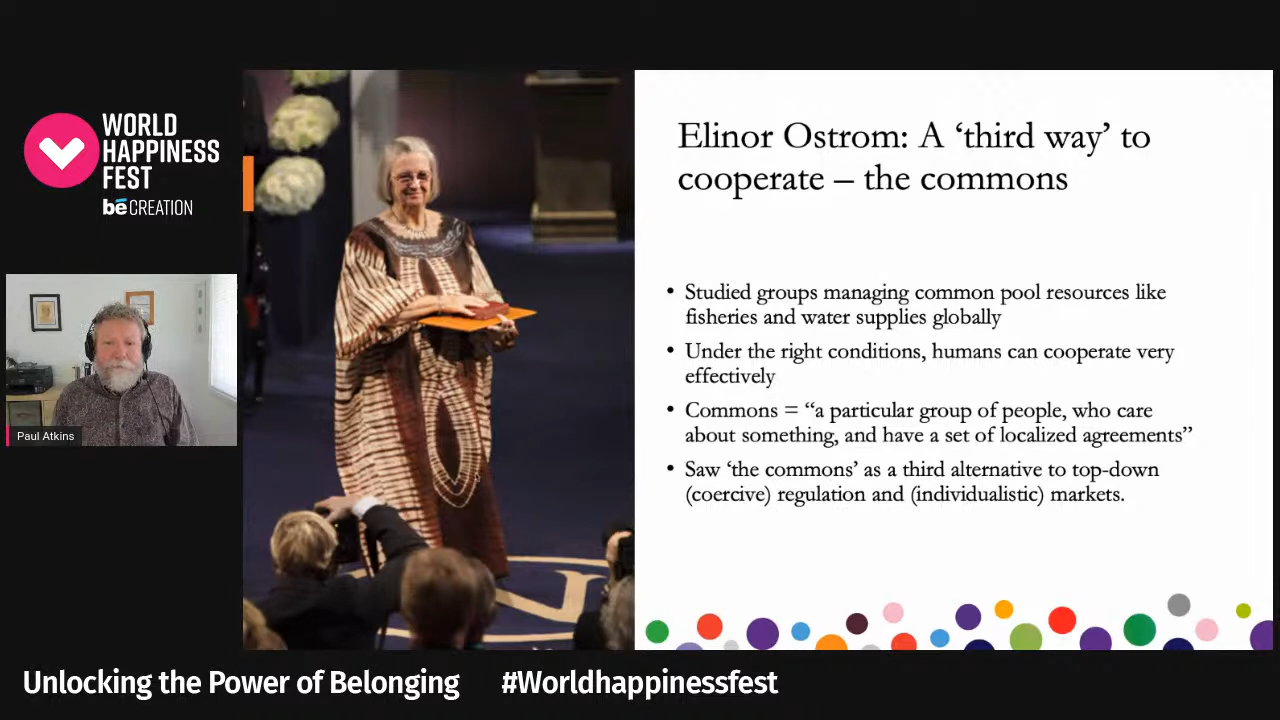 WORLD
HAPPINESS
FEST
be CREATION
Paul Atkins
Elinor Ostrom: A ‘third way’ to
cooperate – the commons
• Studied groups managing common pool resources like
fisheries and water supplies globally
• Under the right conditions, humans can cooperate very
effectively
• Commons = “a particular group of people, who care
about something, and have a set of localized agreements”
• Saw ‘the commons’ as a third alternative to top-down
(coercive) regulation and (individualistic) markets.
N
Unlocking the Power of Belonging #Worldhappinessfest